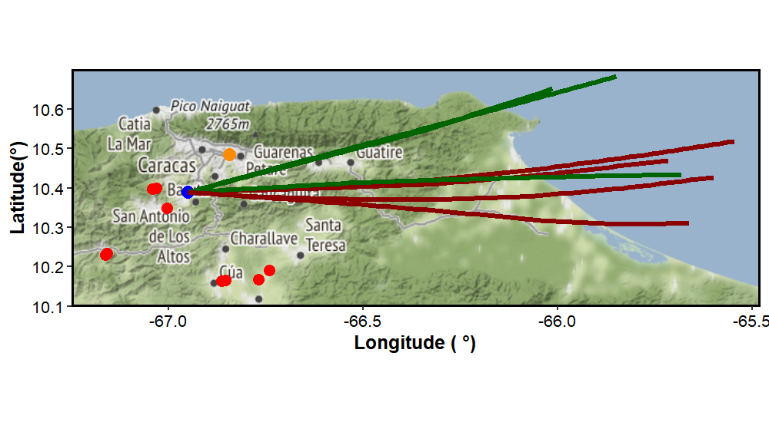 Latitude(°)
10.6
10.5
10.4
10.3
10.2
10.1
Pico Naiguat
2765m
Catia
La Mar
Caracas
Guarenas
Guatire
Petare
Ba
San Antonio
de Los
Altos
Charallave
Santa
Teresa
Cúa
-67.0
-66.5
-66.0
-65.5
Longitude ( °)